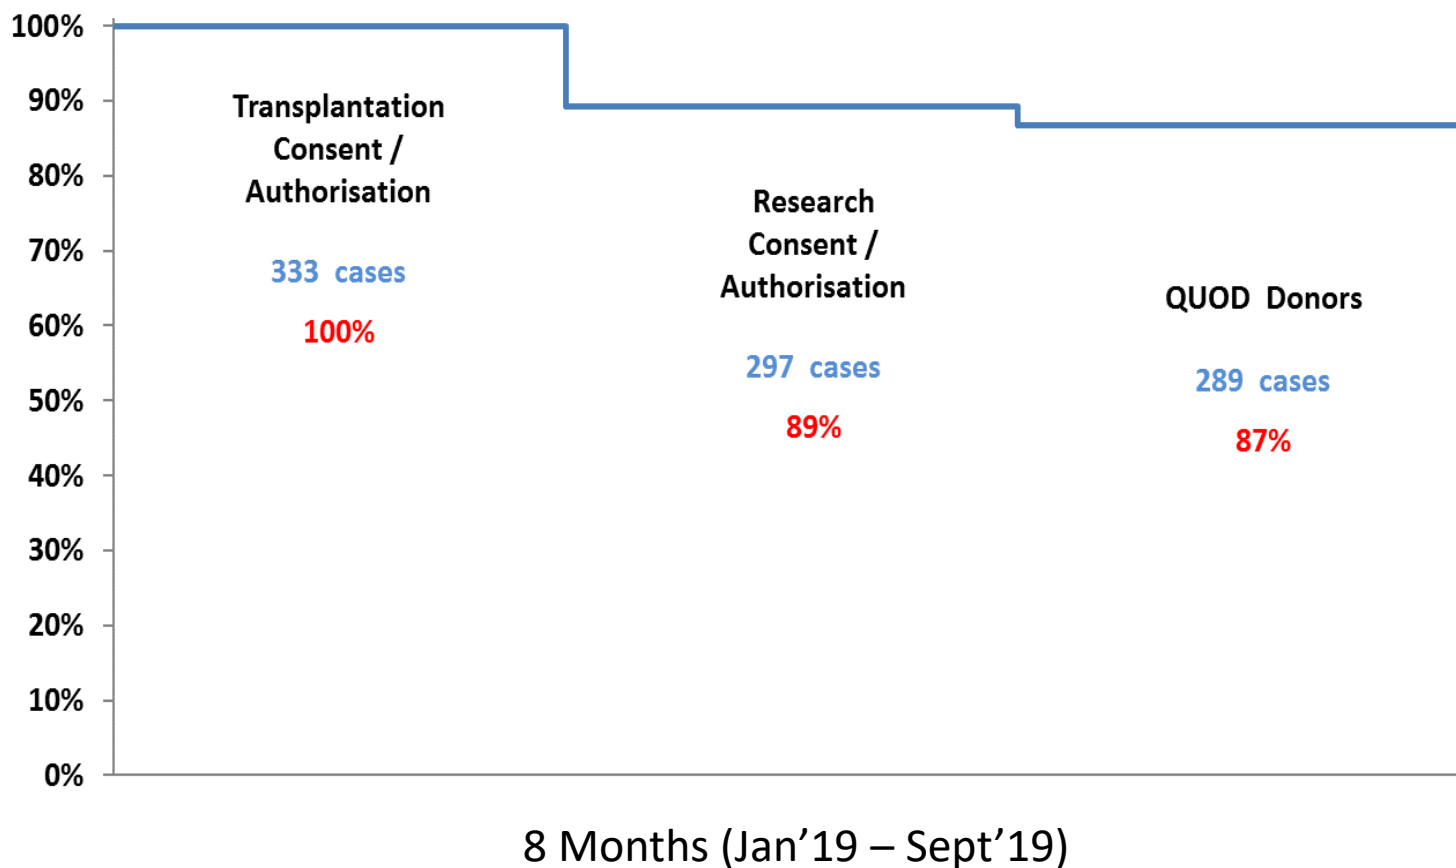 100%
90%
80%
70%
60%
50%
40%
30%
20%
10%
0%
Transplantation
Consent /
Authorisation
333 cases
100%
Research
Consent /
Authorisation
297 cases
89%
QUOD Donors
289 cases
87%
8 Months (Jan’19 – Sept’19)